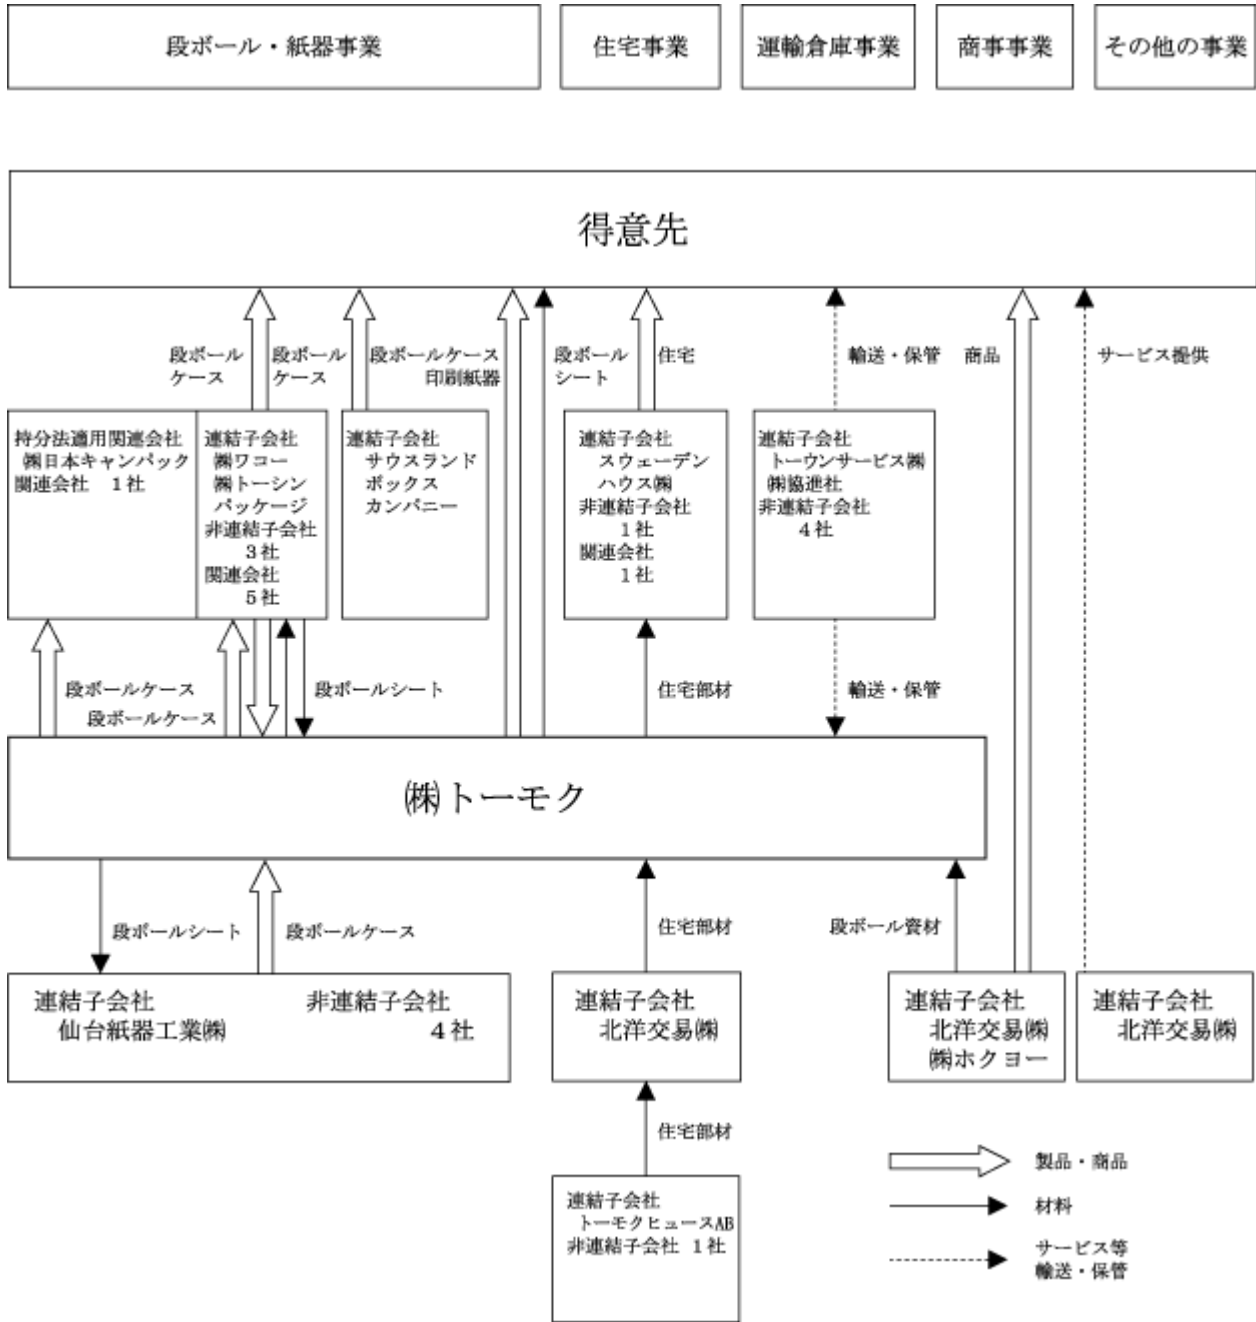 段ボール・紙器事業
住宅事業
運輸倉庫事業
商事事業
その他の事業
得意先
段ボール
ケース
段ボール
ケース
段ボールケース
印刷紙器
段ボール
シート
住宅
輸送・保管
商品
サービス提供
持分法適用関連会社
㈱日本キャンパック
関連会社 1社
連結子会社
㈱ワコー
㈱トーシン
パッケージ
非連結子会社
3社
関連会社
5社
連結子会社
サウスランド
ボックス
カンパニー
連結子会社
スウェーデン
ハウス㈱
非連結子会社
1社
関連会社
1社
連結子会社
トーウンサービス㈱
㈱協進社
非連結子会社
4社
段ボールケース
段ボールケース
段ボールシート
住宅部材
輸送・保管
㈱トーモク
段ボールシート
段ボールケース
住宅部材
段ボール資材
連結子会社
仙台紙器工業㈱
非連結子会社
4社
連結子会社
北洋交易㈱
連結子会社
北洋交易㈱
㈱ホクヨー
連結子会社
北洋交易㈱
住宅部材
連結子会社
トーモクヒュースAB
非連結子会社 1社
製品・商品
材料
サービス等
輸送・保管